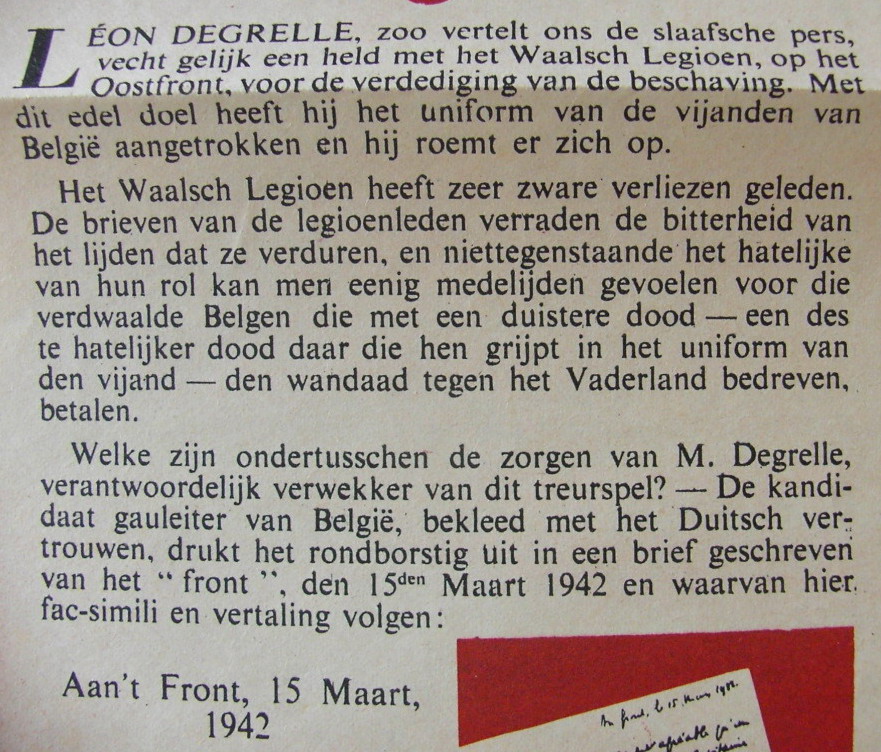 LÉON DEGRELLE, zoo vertelt ons de slaafsche pers,
vecht gelijk een held met het Waalsch Legioen, op het
Oostfront, voor de verdediging van de beschaving. Met
dit edel doel heeft hij het uniform van de vijanden van
België aangetrokken en hij roemt er zich op.
Het Waalsch Legioen heeft zeer zware verliezen geleden.
De brieven van de legioenleden verraden de bitterheid van
het lijden dat ze verduren, en niettegenstaande het hatelijke
van hun rol kan men eenig medelijden gevoelen voor die
verdwaalde Belgen die met een duistere dood — een des
te hatelijker dood daar die hen grijpt in het uniform van
den vijand — den wandaad tegen het Vaderland bedreven,
betalen.
Welke zijn ondertusschen de zorgen van M. Degrelle,
verantwoordelijk verwekker van dit treurspel? — De kandi-
daat gauleiter van België, bekleed met het Duitsch ver-
trouwen, drukt het rondborstig uit in een brief geschreven
van het “ front ”, den 15den Maart 1942 en waarvan hier
fac-simili en vertaling volgen:
Aan't Front, 15 Maart,
1942